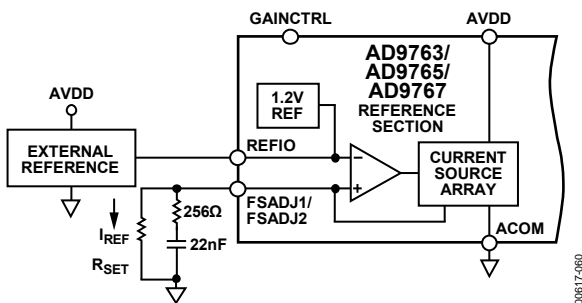 GAINCTRL
AVDD
AD9763/
AD9765/
AD9767
REFERENCE
SECTION
1.2V
REF
AVDD
EXTERNAL
REFERENCE
REFIO
–
+
CURRENT
SOURCE
ARRAY
FSADJ1/
FSADJ2
256Ω
IREF
22nF
RSET
ACOM
00617-060